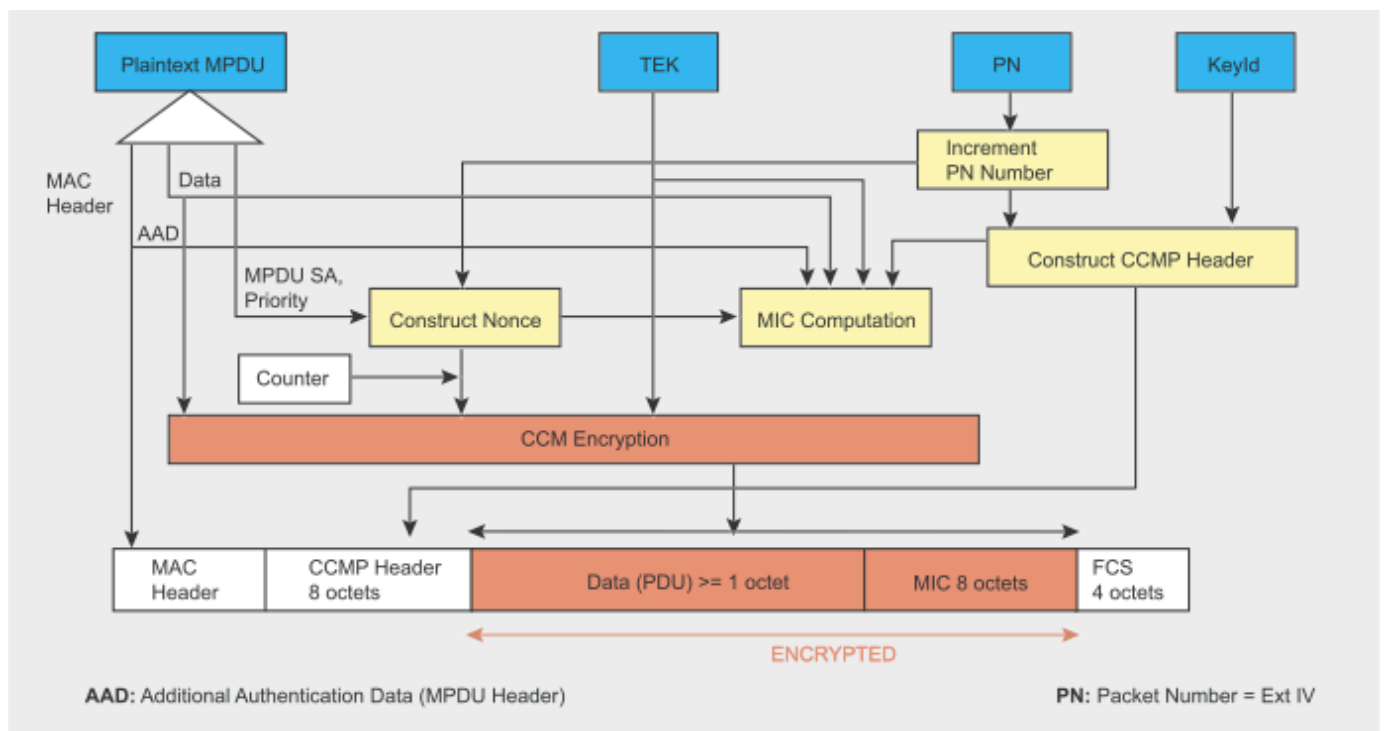 Plaintext MPDU
TEK
PN
KeyId
Increment
PN Number
MAC
Header
Data
AAD
Construct CCMP Header
MPDU SA,
Priority
Construct Nonce
MIC Computation
Counter
CCM Encryption
MAC
Header
CCMP Header
8 octets
Data (PDU) >= 1 octet
MIC 8 octets
FCS
4 octets
ENCRYPTED
AAD: Additional Authentication Data (MPDU Header)
PN: Packet Number = Ext IV